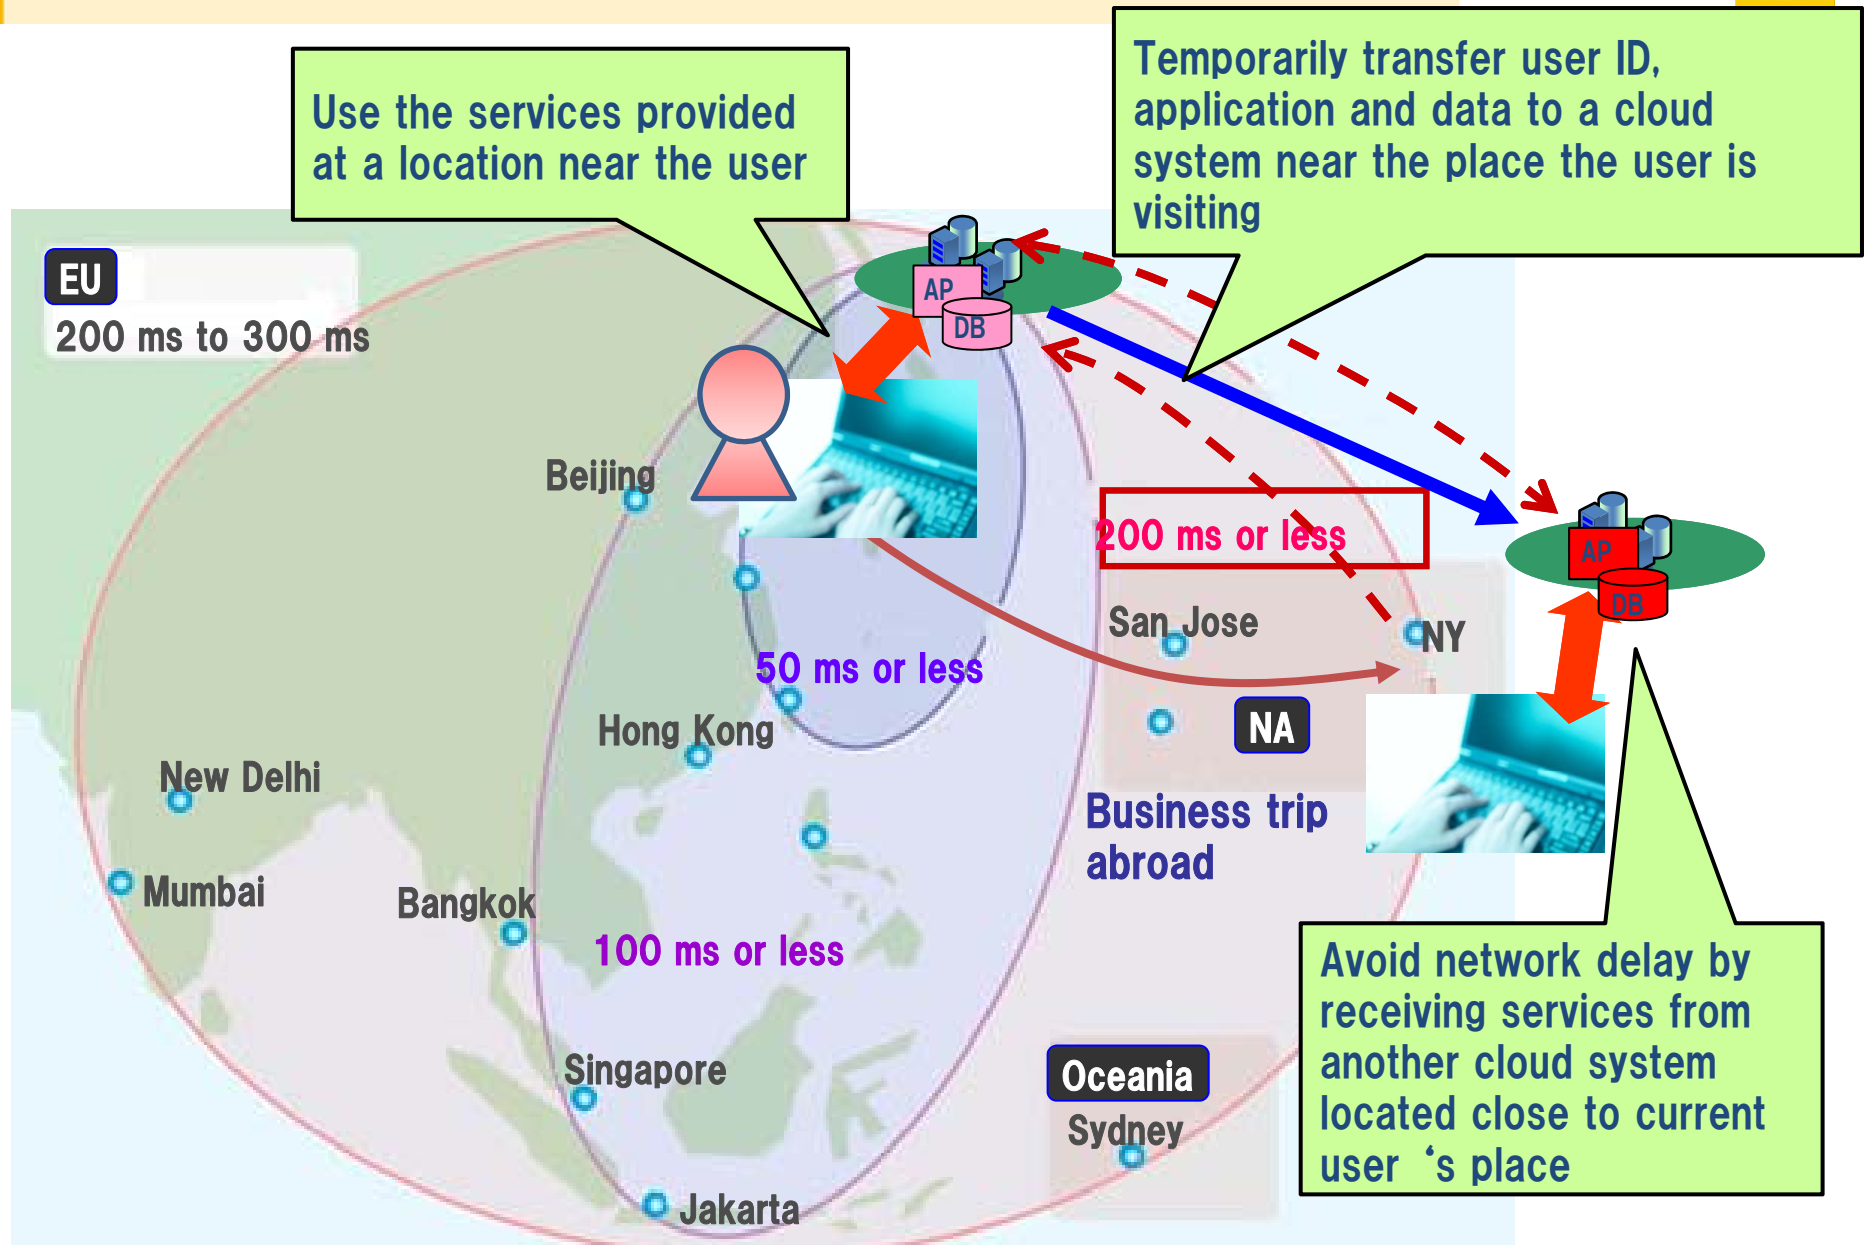 Use the services provided
at a location near the user
Temporarily transfer user ID,
application and data to a cloud
system near the place the user is
visiting
EU
200 ms to 300 ms
AP
DB
Beijing
200 ms or less
AP
DB
San Jose
NY
50 ms or less
Hong Kong
NA
New Delhi
Business trip
abroad
Mumbai
Bangkok
100 ms or less
Avoid network delay by
receiving services from
another cloud system
located close to current
user ‘s place
Singapore
Oceania
Sydney
Jakarta